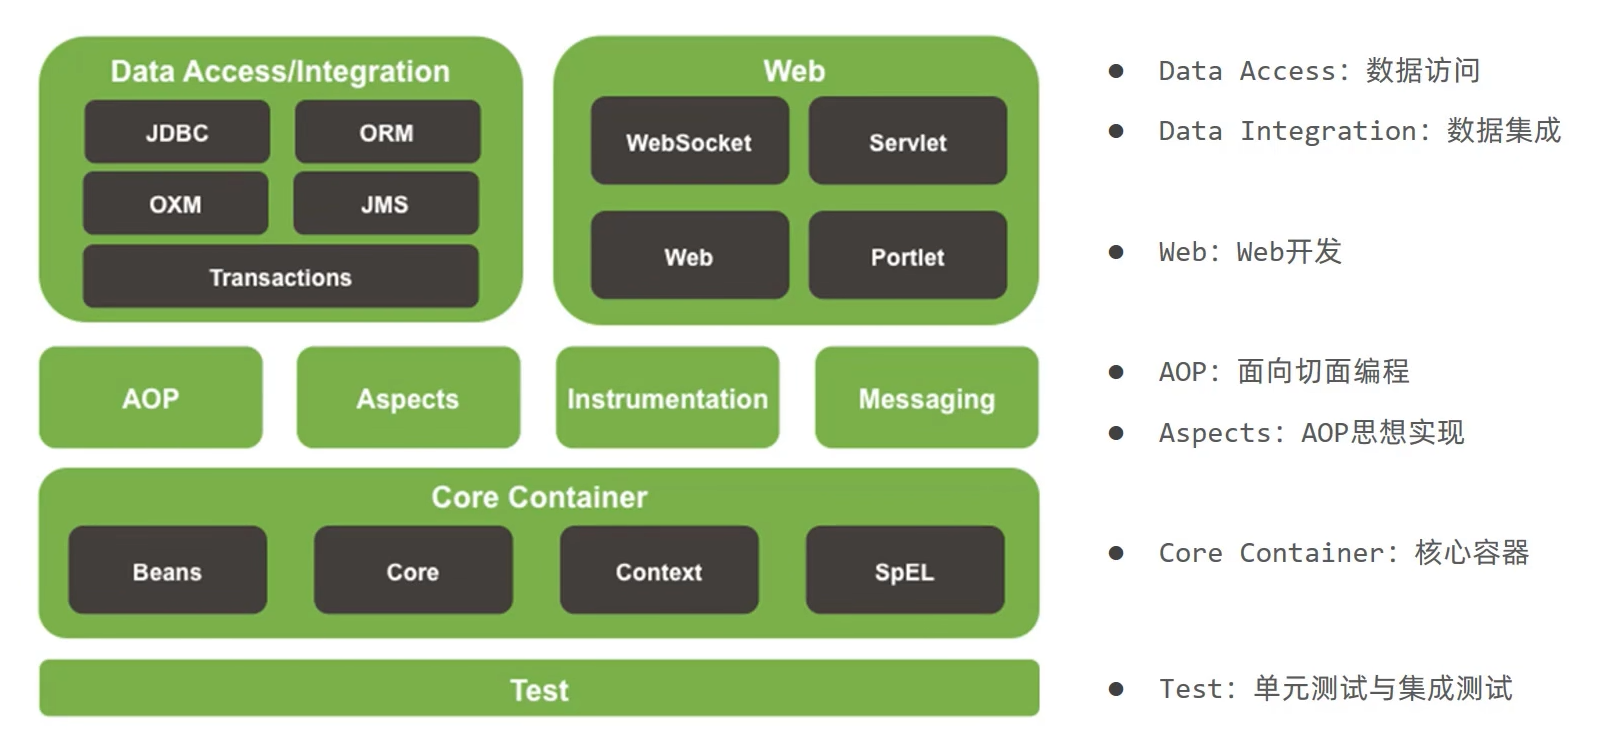 Data Access/Integration
JDBC
ORM
OXM
JMS
Transactions
Web
WebSocket
Servlet
Web
Portlet
AOP
Aspects
Instrumentation
Messaging
Core Container
Beans
Core
Context
SpEL
Test
● Data Access: 数据访问
● Data Integration: 数据集成
● Web: Web开发
● AOP: 面向切面编程
● Aspects: AOP思想实现
● Core Container: 核心容器
● Test: 单元测试与集成测试